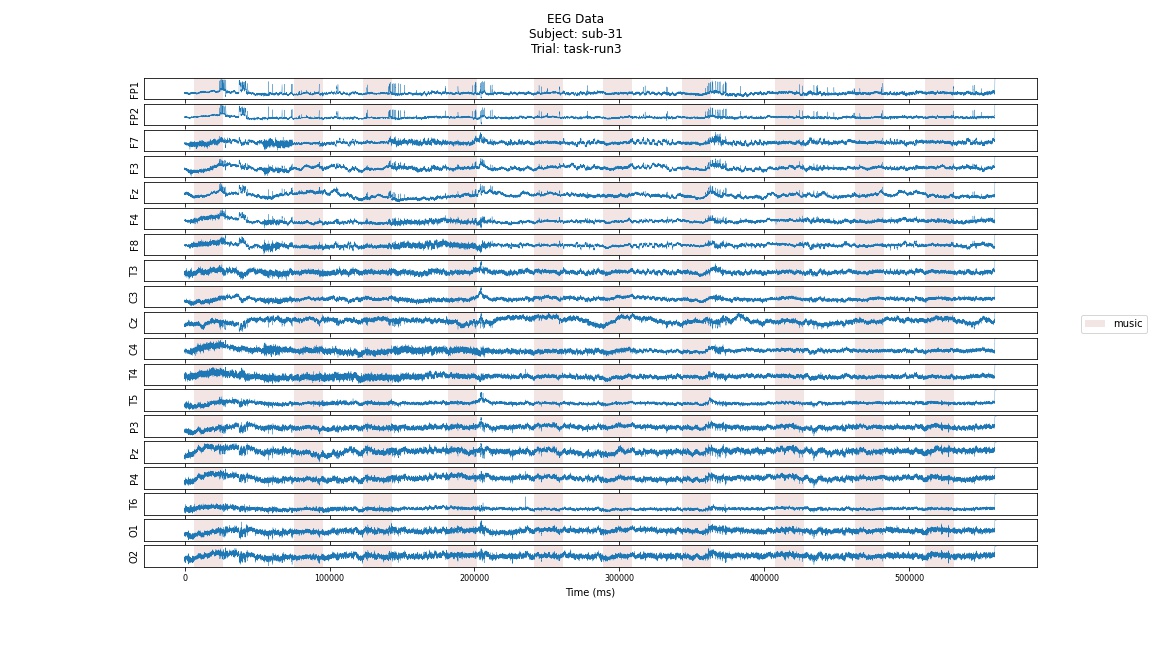 EEG Data
Subject: sub-31
Trial: task-run3
FP1
FP2
F7
F3
Fz
F4
F8
T3
C3
Cz
C4
T4
T5
P3
Pz
P4
T6
O1
O2
music
0 100000 200000 300000 400000 500000
Time (ms)